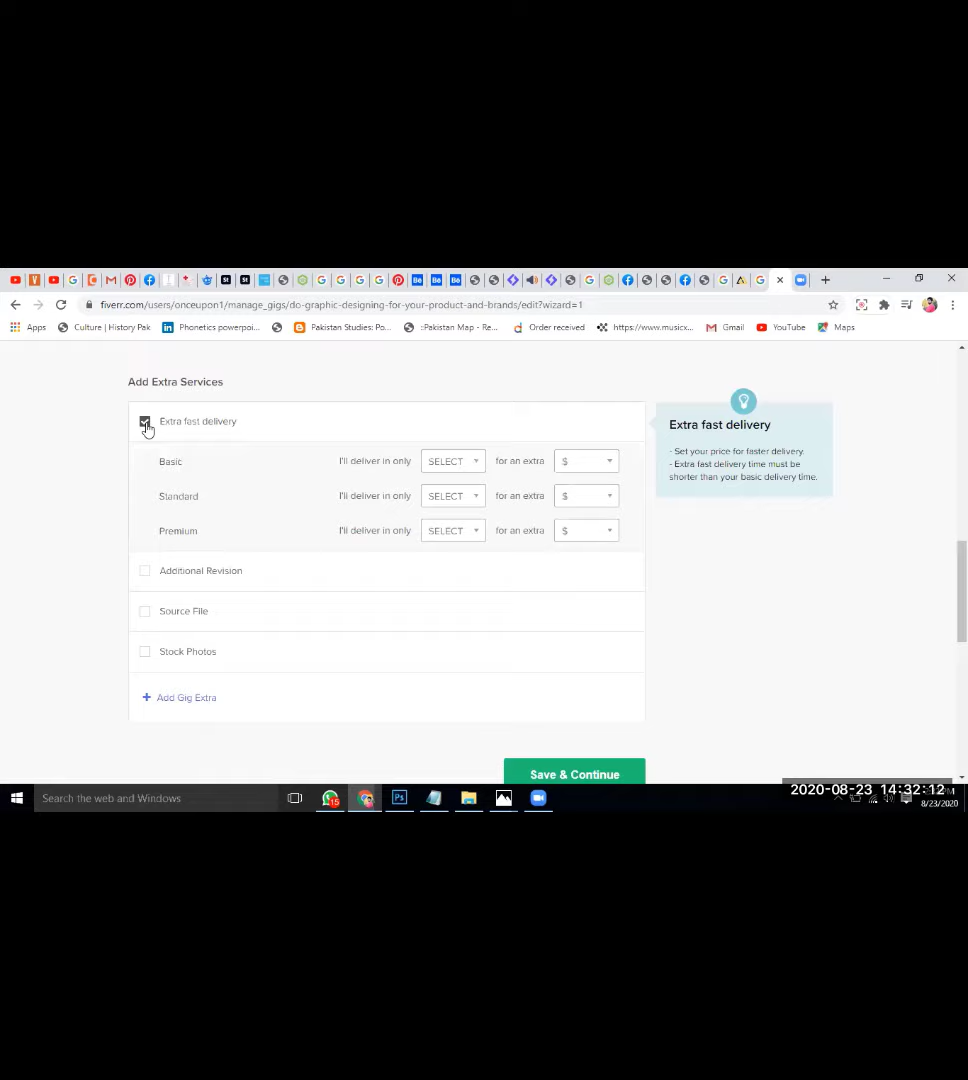 fiverr.com/users/onceupon1/manage_gigs/do-graphic-designing-for-your-product-and-brands/edit?wizard=1
Apps Culture | History Pak Phonetics powerpoi... Pakistan Studies: Po... ::Pakistan Map - Re... Order received https://www.musicx... Gmail YouTube Maps
Add Extra Services
Extra fast delivery
Basic I'll deliver in only SELECT for an extra $
Standard I'll deliver in only SELECT for an extra $
Premium I'll deliver in only SELECT for an extra $
Additional Revision
Source File
Stock Photos
+ Add Gig Extra
Save & Continue
Extra fast delivery
- Set your price for faster delivery.
- Extra fast delivery time must be
shorter than your basic delivery time.
Search the web and Windows
15
2020-08-23 14:32:12
8/23/2020